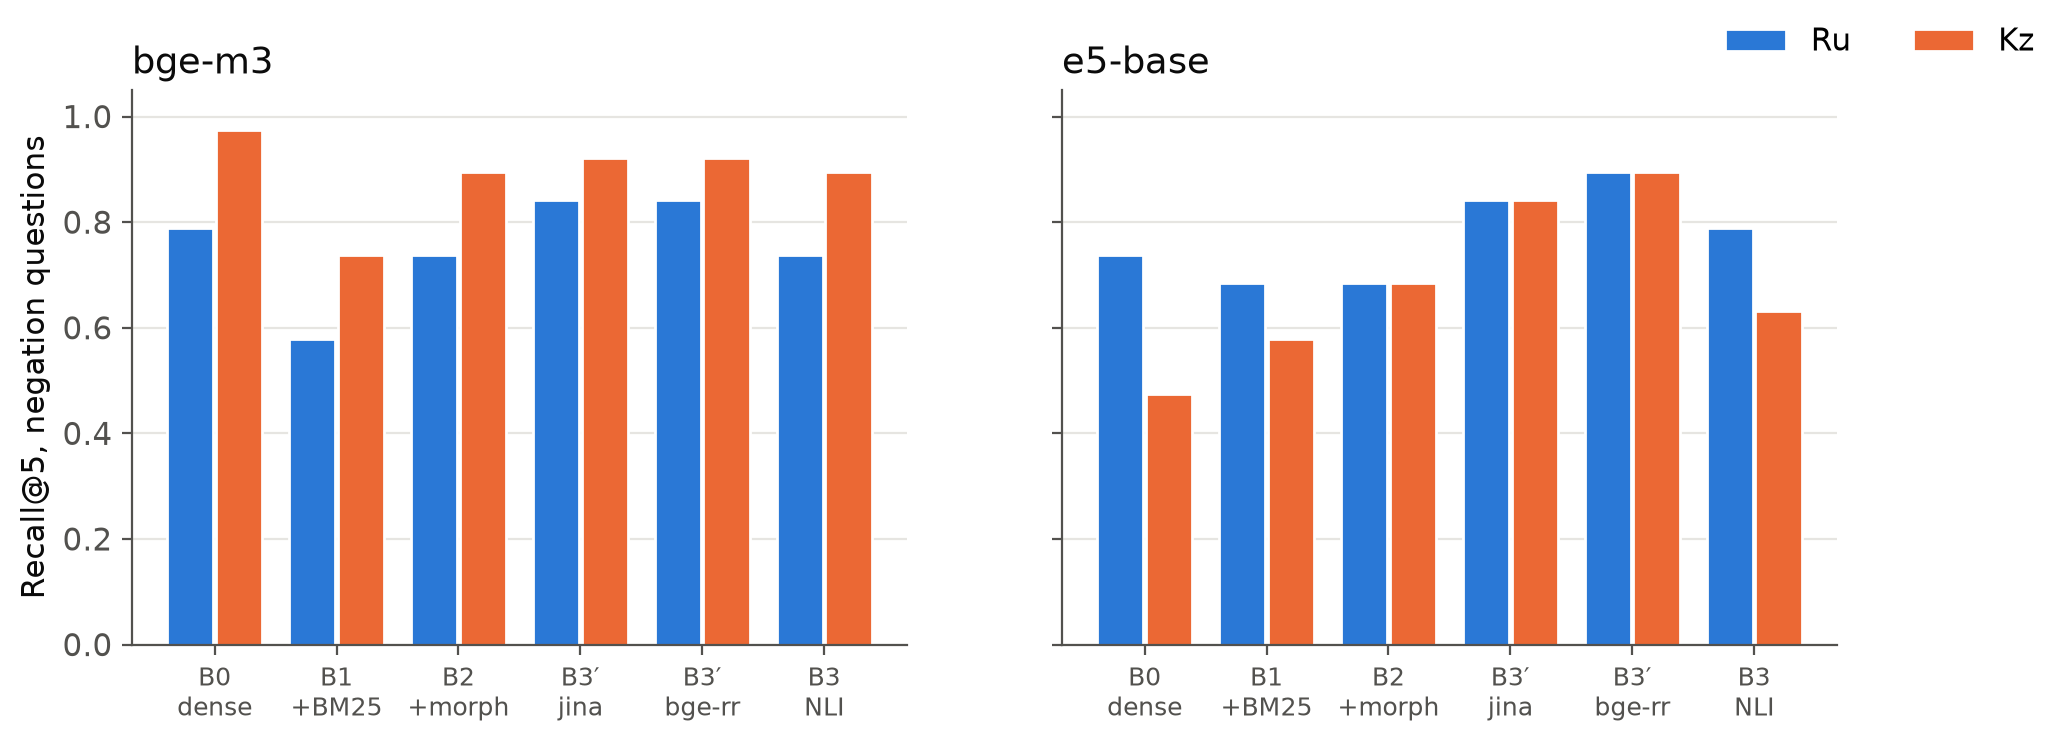 Ru Kz
bge-m3
e5-base
Recall@5, negation questions
1.0
0.8
0.6
0.4
0.2
0.0
B0 B1 B2 B3′ B3′ B3
dense +BM25 +morph jina bge-rr NLI
B0 B1 B2 B3′ B3′ B3
dense +BM25 +morph jina bge-rr NLI